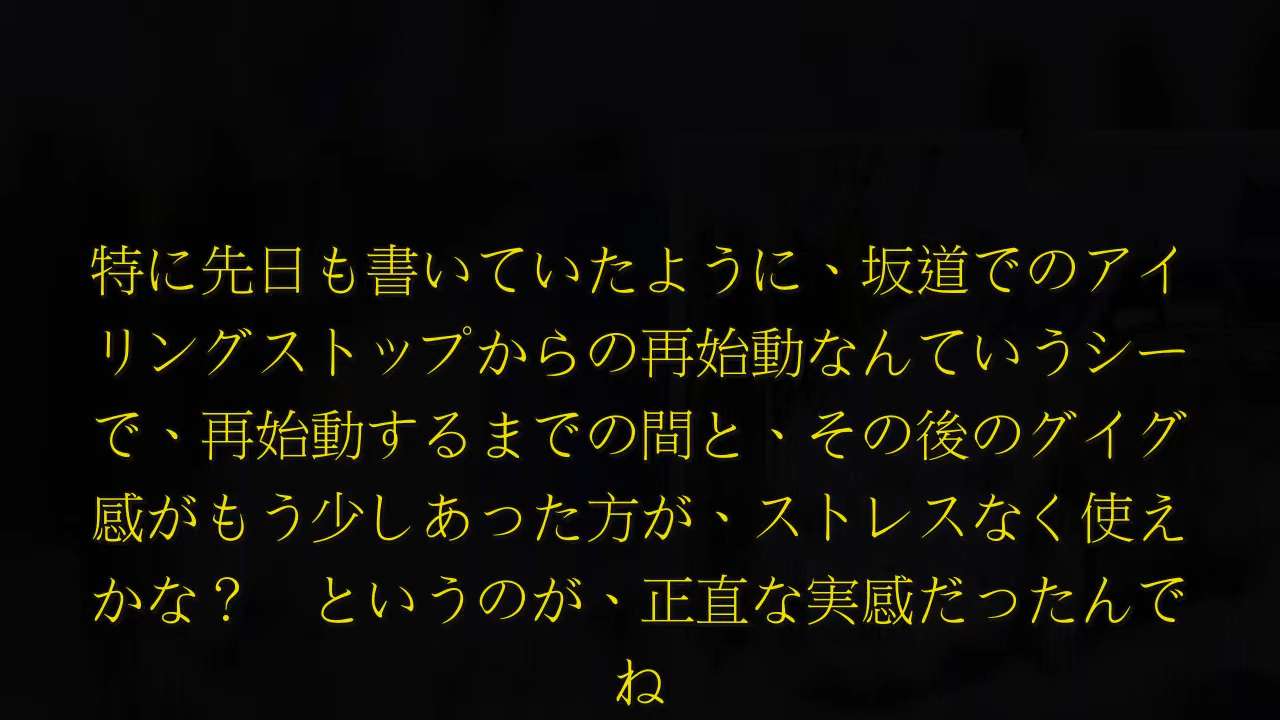 特に先日も書いていたように、坂道でのアイ
リングストップからの再始動なんていうシー
で、再始動するまでの間と、その後のグイグ
感がもう少しあった方が、ストレスなく使え
かな？　というのが、正直な実感だったんで
ね